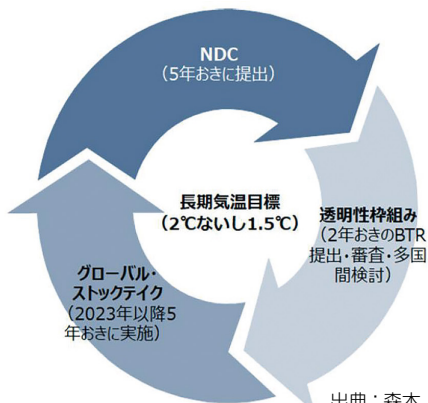 NDC
（5年おきに提出）
長期気温目標
（2℃ないし1.5℃）
透明性枠組み
（2年おきのBTR
提出・審査・多国
間検討）
グローバル・
ストックテイク
（2023年以降5
年おきに実施）
出典：森本